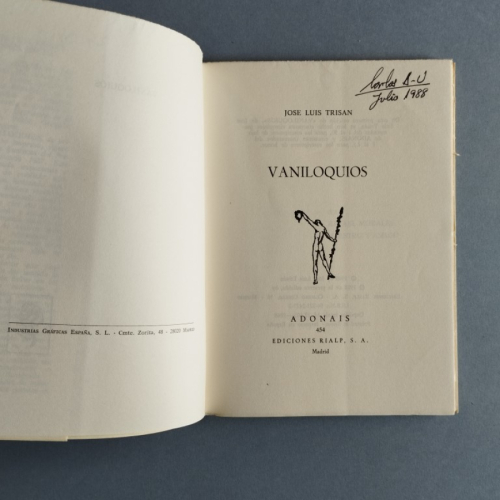 INDUSTRIAS GRÁFICAS ESPAÑA, S. L. - Cmte. Zorita, 48 - 28020 Madrid
Carlos A-U
Julio 1988
JOSE LUIS TRISAN
VANILOQUIOS
ADONAIS
454
EDICIONES RIALP, S. A.
Madrid